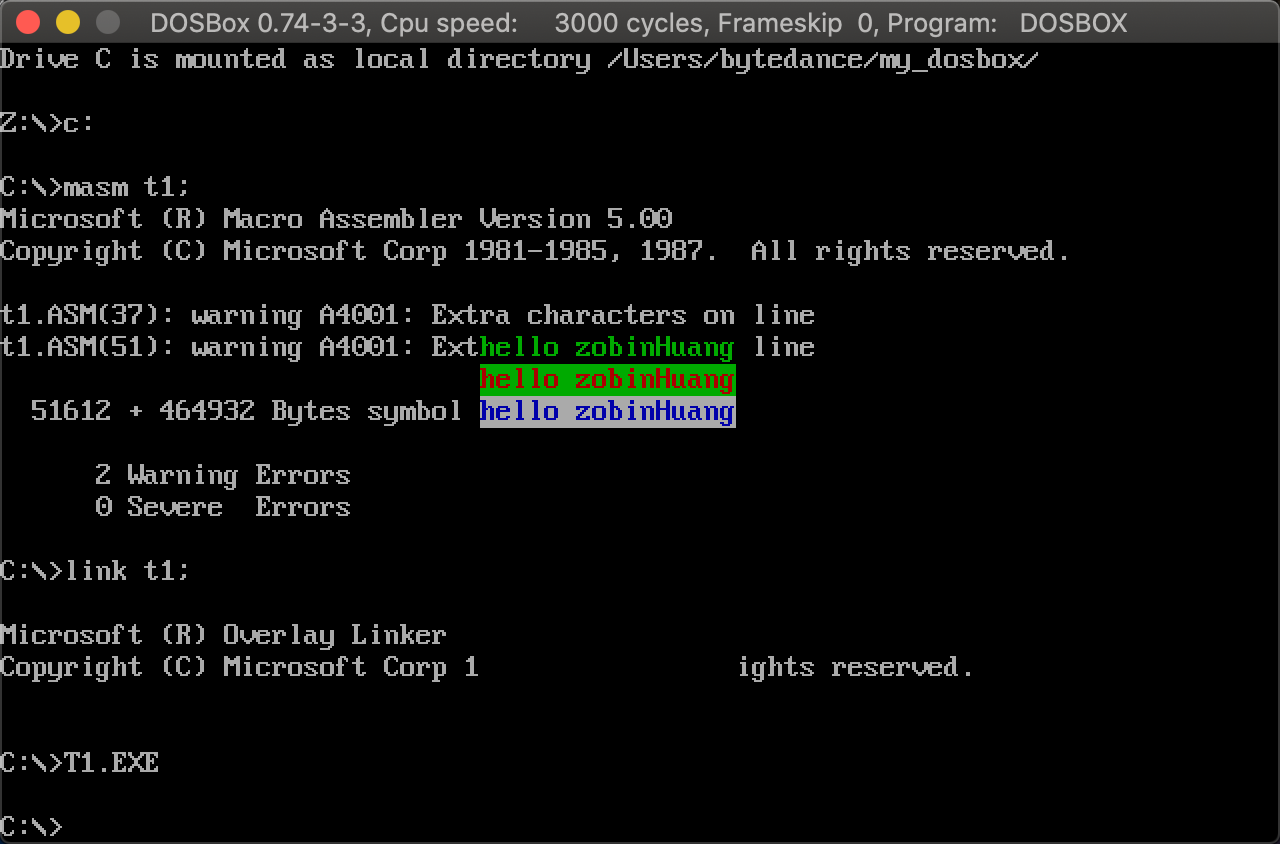 DOSBox 0.74-3-3, Cpu speed: 3000 cycles, Frameskip 0, Program: DOSBOX
Drive C is mounted as local directory /Users/bytedance/my_dosbox/
Z:\>c:
C:\>masm t1;
Microsoft (R) Macro Assembler Version 5.00
Copyright (C) Microsoft Corp 1981-1985, 1987.  All rights reserved.
t1.ASM(37): warning A4001: Extra characters on line
t1.ASM(51): warning A4001: Exthello zobinHuang line
hello zobinHuang
51612 + 464932 Bytes symbol hello zobinHuang
2 Warning Errors
0 Severe  Errors
C:\>link t1;
Microsoft (R) Overlay Linker
Copyright (C) Microsoft Corp 1                ights reserved.
C:\>T1.EXE
C:\>